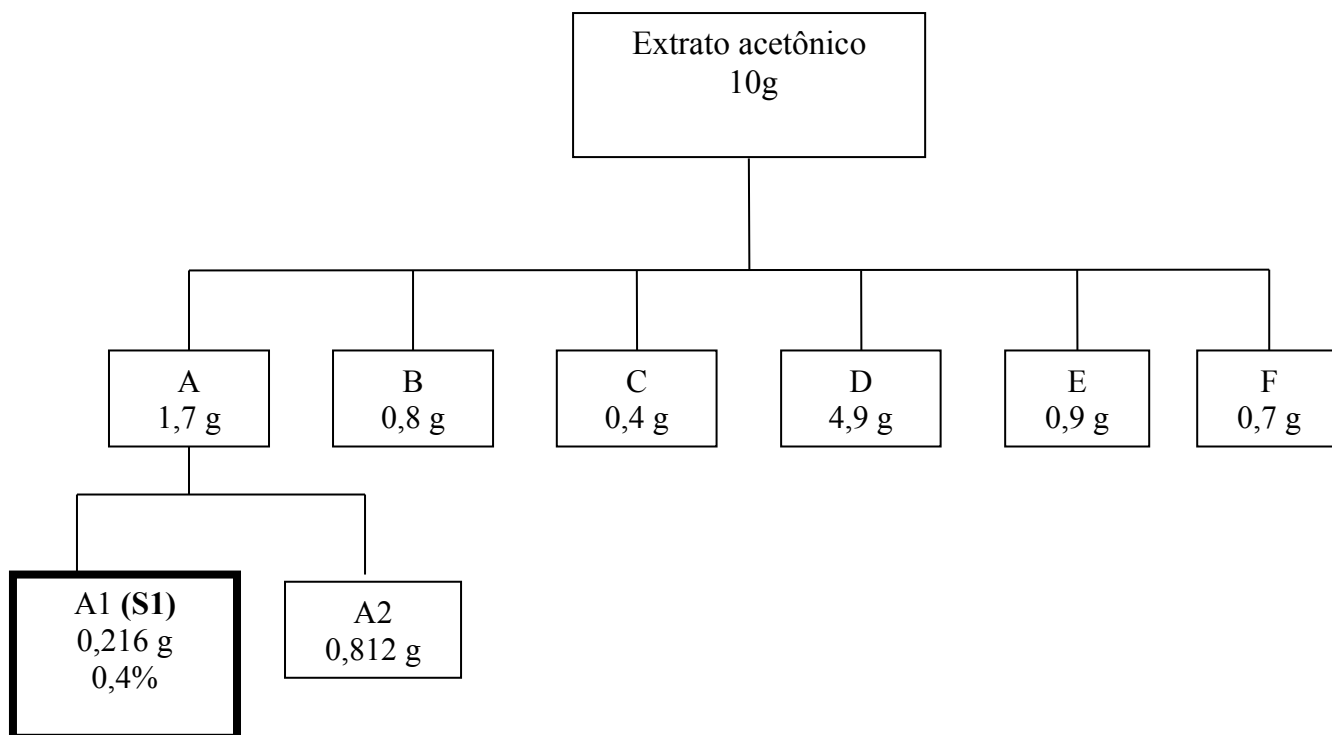 Extrato acetônico
10g
A
1,7 g
B
0,8 g
C
0,4 g
D
4,9 g
E
0,9 g
F
0,7 g
A1 (S1)
0,216 g
0,4%
A2
0,812 g